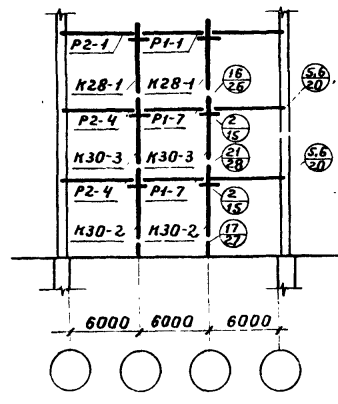 Р2-1 Р1-1
К28-1 К28-1 16/26 5.6/20
Р2-4 Р1-7 2/15
К30-3 К30-3 21/28 5.6/20
Р2-4 Р1-7 2/15
К30-2 К30-2 17/27
6000 6000 6000